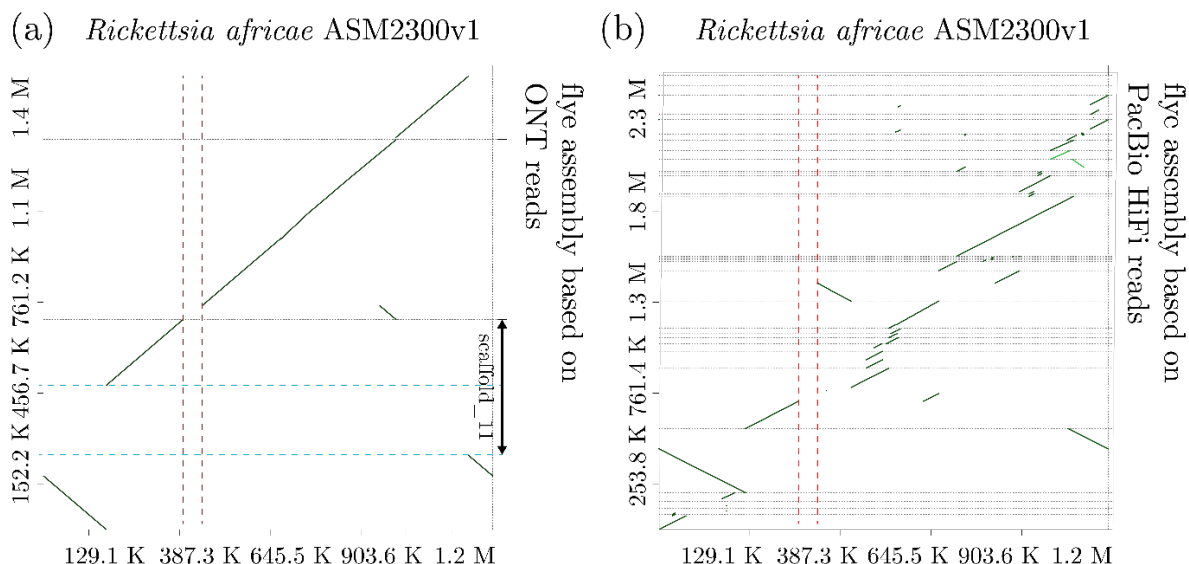 (a) Rickettsia africae ASM2300v1
1.4 M
1.1 M
761.2 K
456.7 K
152.2 K
129.1 K 387.3 K 645.5 K 903.6 K 1.2 M
scaffold_11
flye assembly based on
ONT reads
(b) Rickettsia africae ASM2300v1
2.3 M
1.8 M
1.3 M
761.4 K
253.8 K
129.1 K 387.3 K 645.5 K 903.6 K 1.2 M
flye assembly based on
PacBio HiFi reads